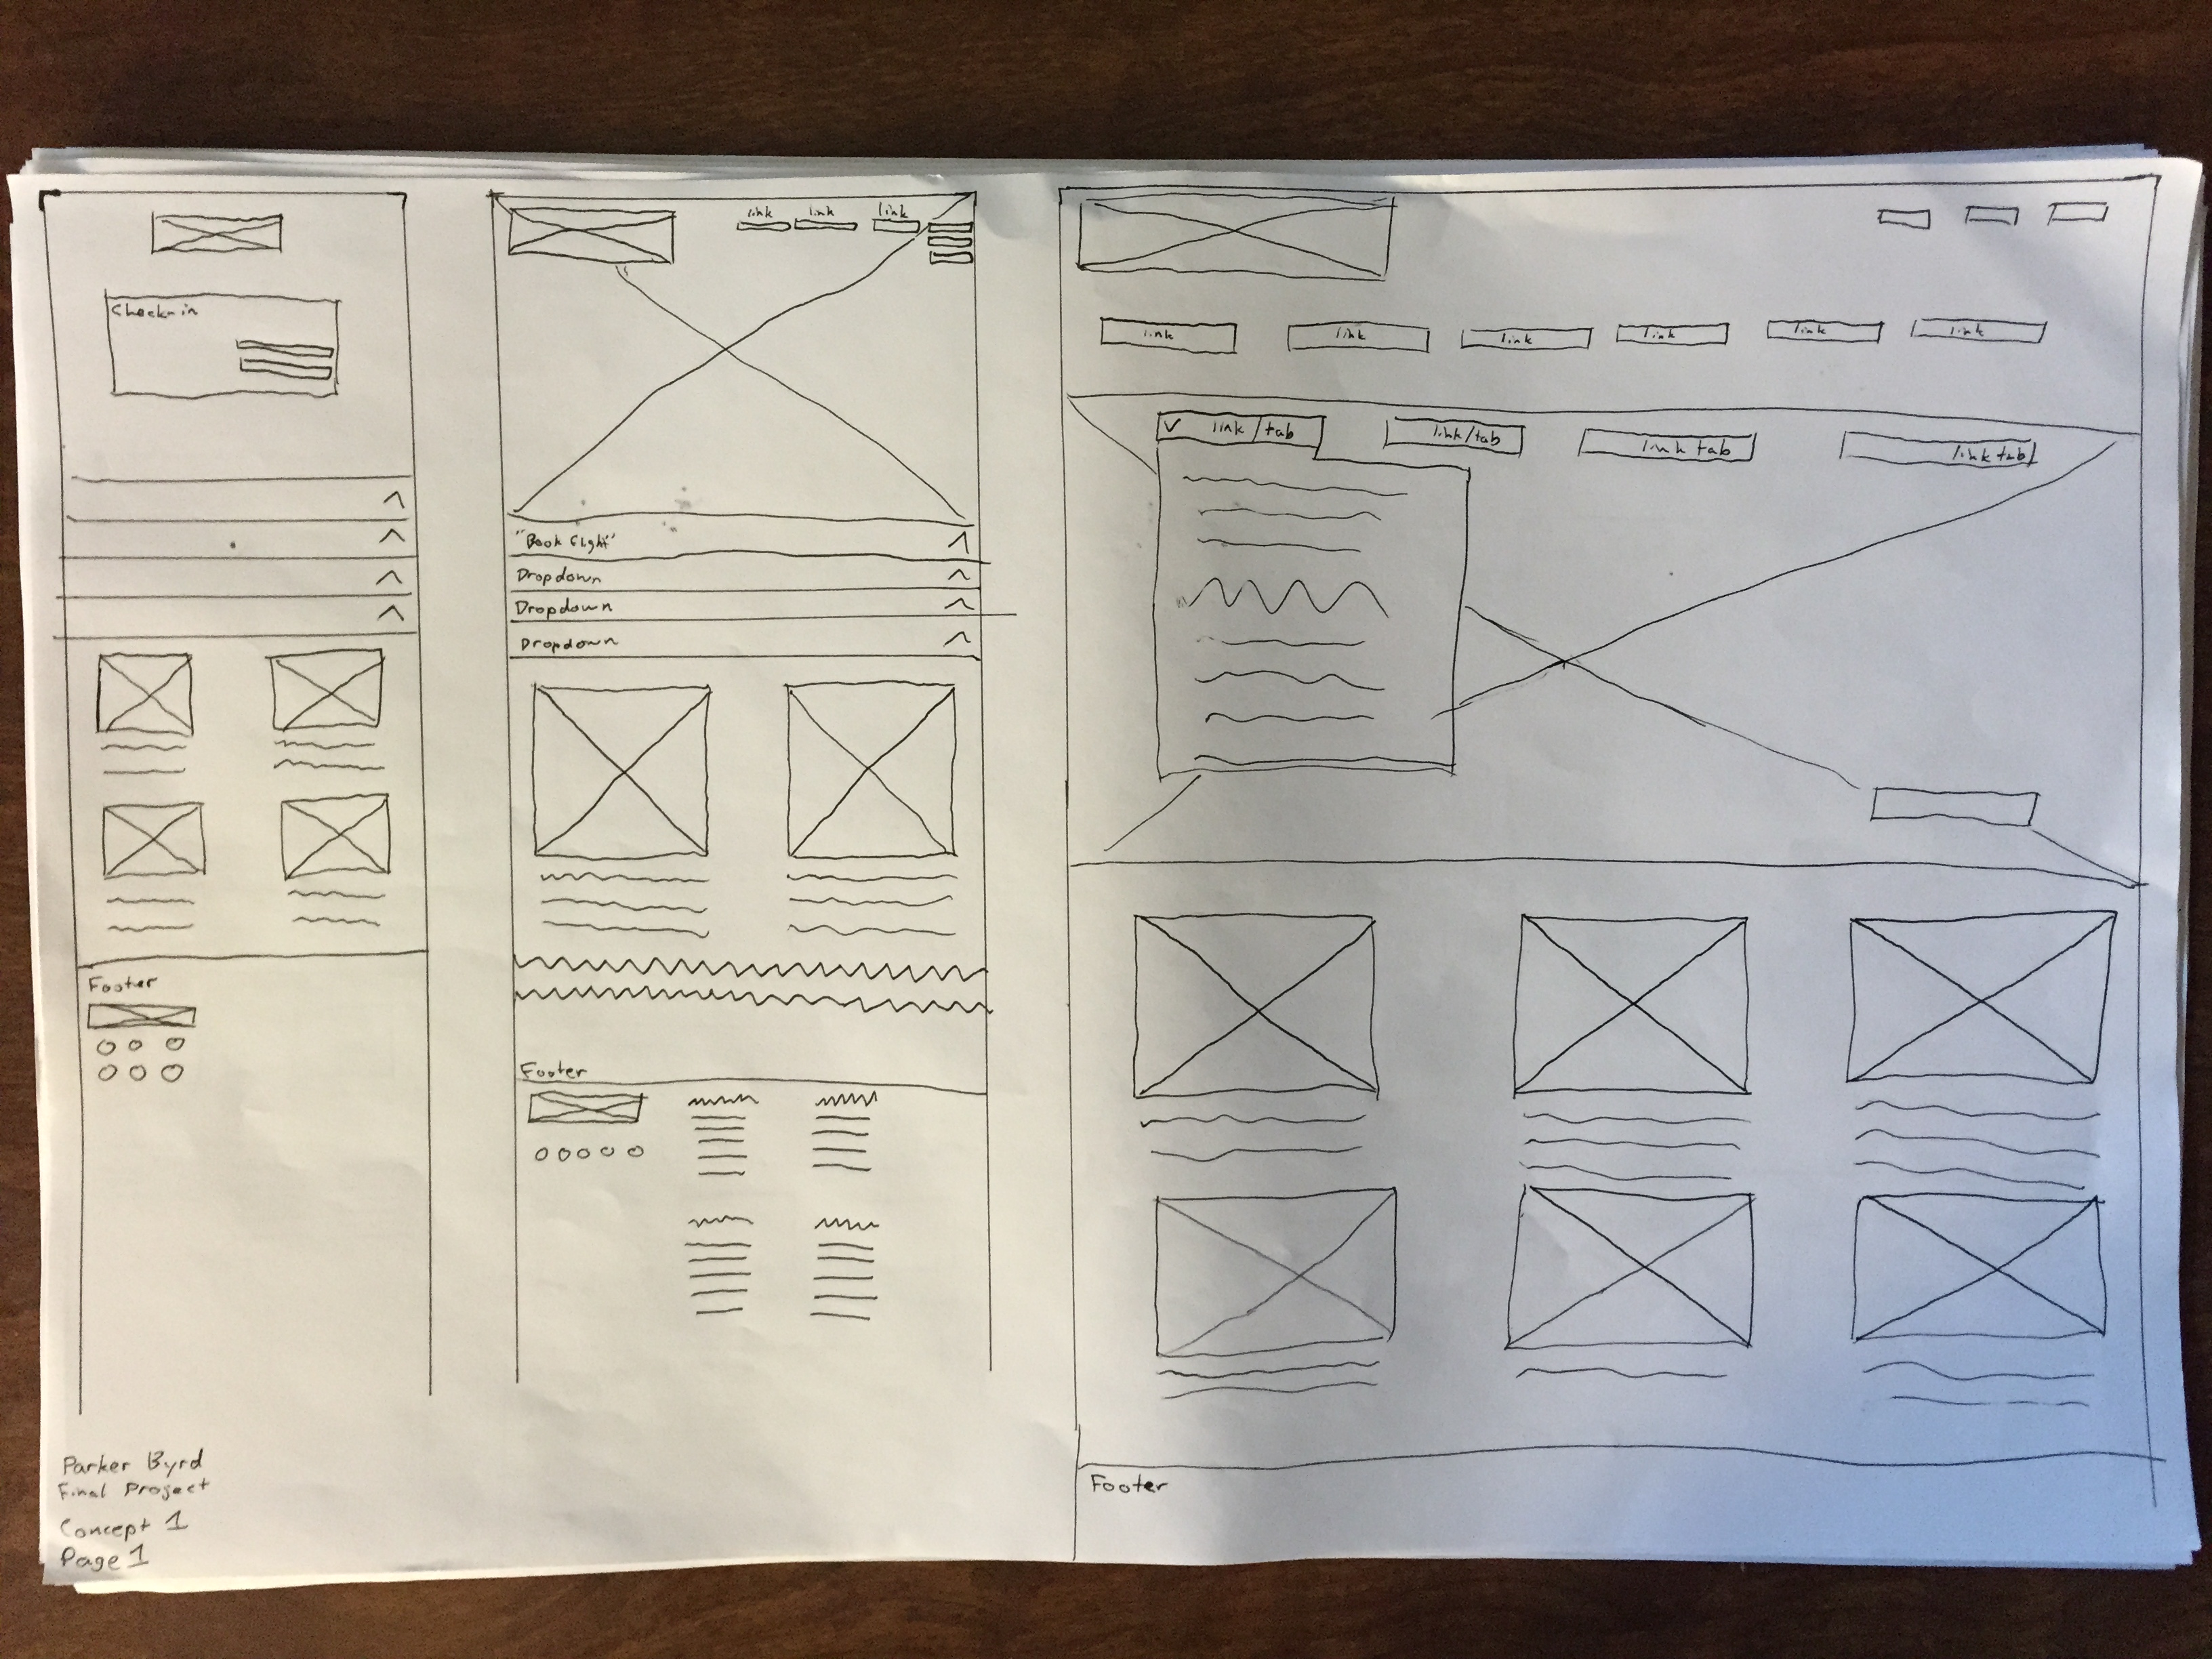 Check-in
Footer
Parker Byrd
Final Project
Concept 1
Page 1
link link link
"Book flight"
Dropdown
Dropdown
Dropdown
Footer
link link link link link link
✓ link/tab link/tab link tab link tab
Footer